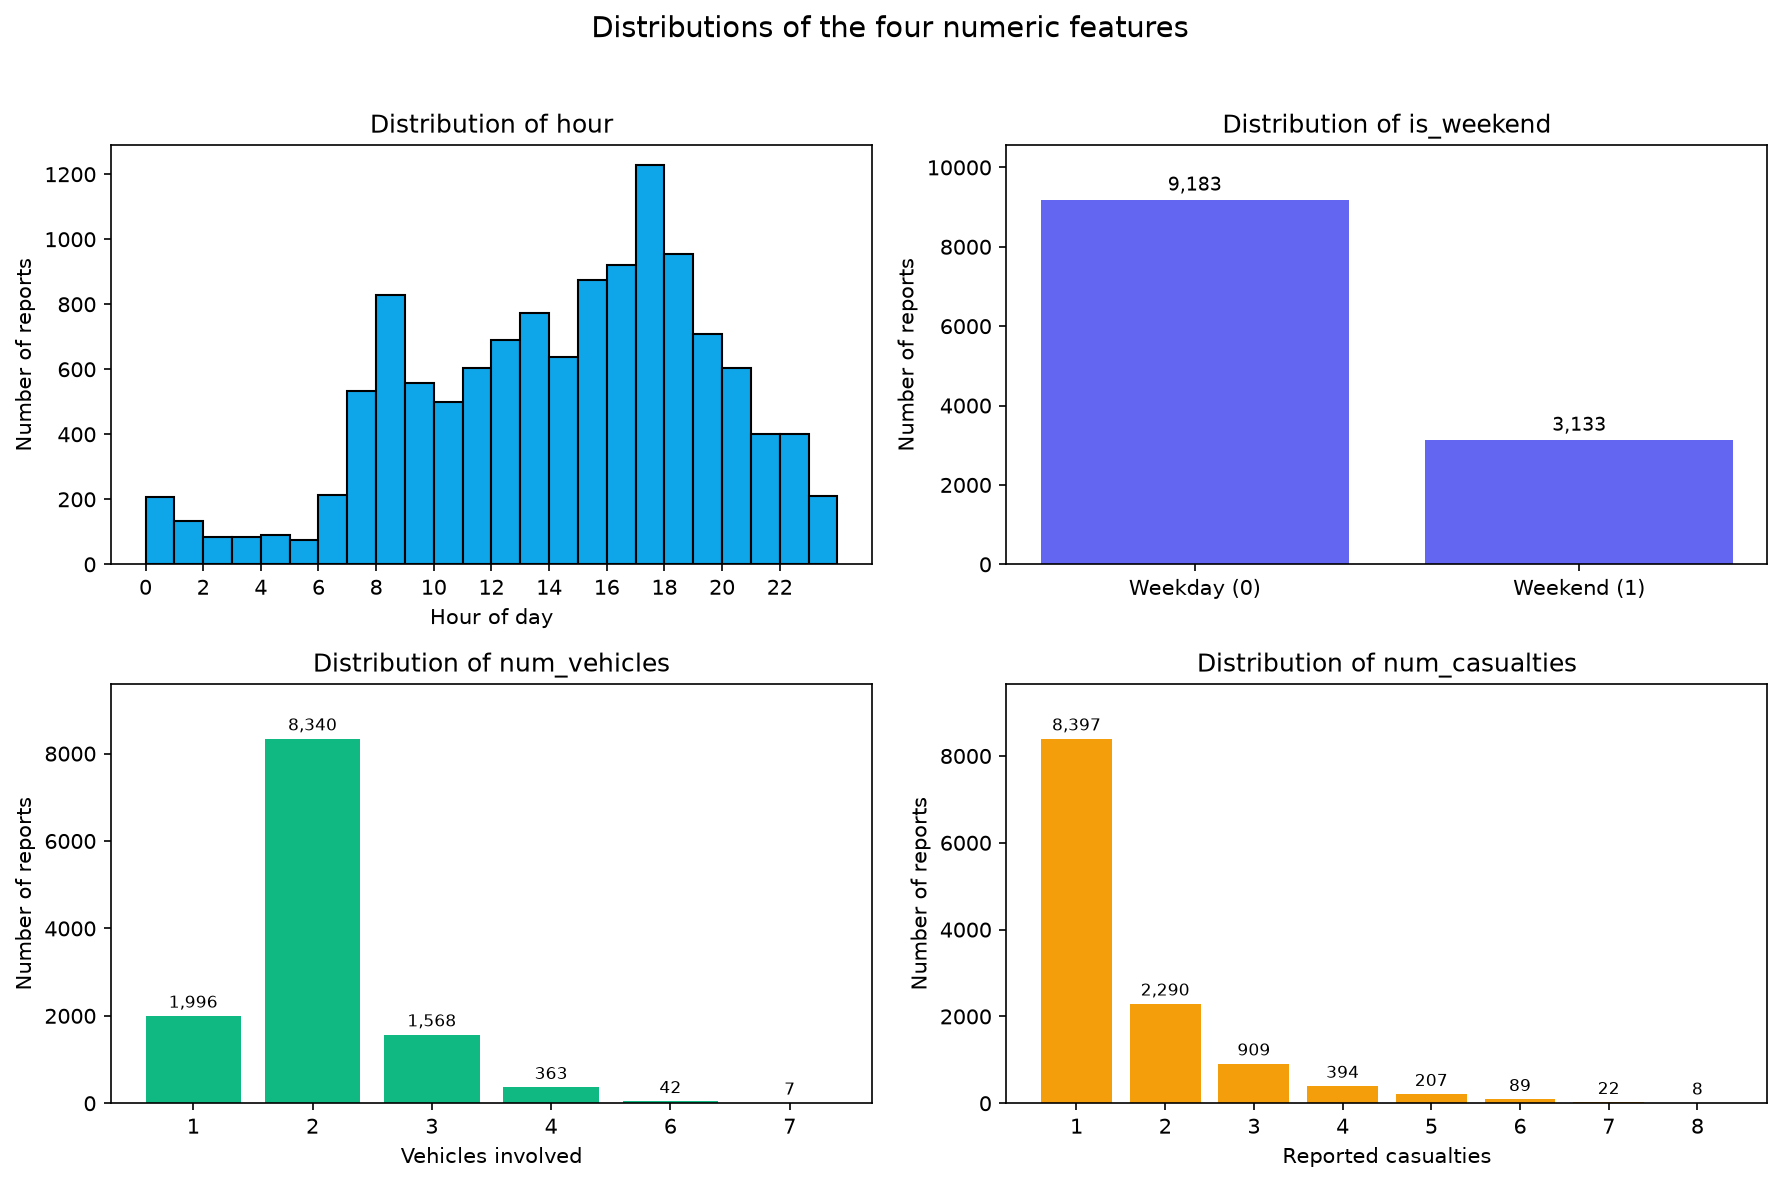 Distributions of the four numeric features
Distribution of hour
Number of reports
1200
1000
800
600
400
200
0
0 2 4 6 8 10 12 14 16 18 20 22
Hour of day
Distribution of is_weekend
Number of reports
10000
8000
6000
4000
2000
0
9,183
3,133
Weekday (0) Weekend (1)
Distribution of num_vehicles
Number of reports
8000
6000
4000
2000
0
1,996
8,340
1,568
363
42
7
1 2 3 4 6 7
Vehicles involved
Distribution of num_casualties
Number of reports
8000
6000
4000
2000
0
8,397
2,290
909
394
207
89
22
8
1 2 3 4 5 6 7 8
Reported casualties